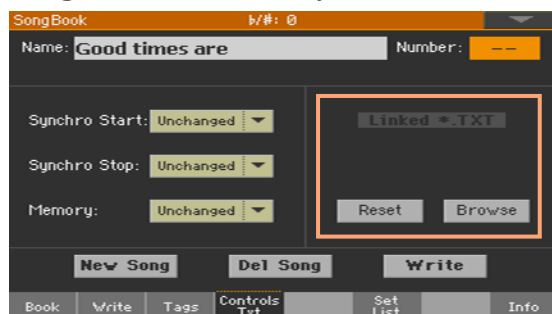 SongBook b/#: 0
Name: Good times are Number: --
Synchro Start: Unchanged Linked *.TXT
Synchro Stop: Unchanged
Memory: Unchanged Reset Browse
New Song Del Song Write
Book Write Tags Controls Txt Set List Info